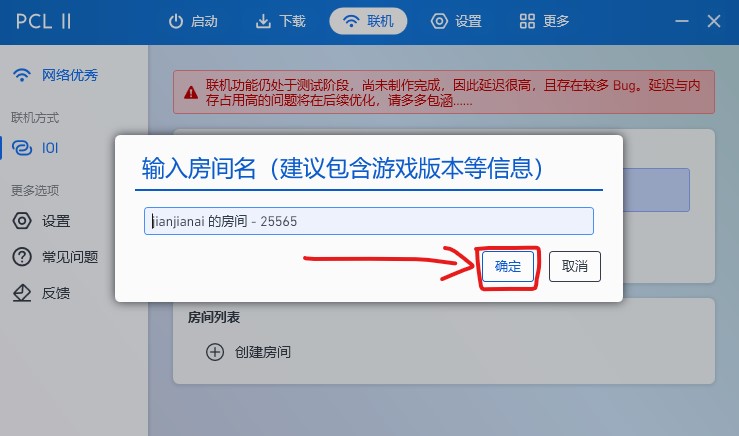 PCL II
启动
下载
联机
设置
更多
网络优秀
联机方式
IOI
更多选项
设置
常见问题
反馈
联机功能仍处于测试阶段，尚未制作完成，因此延迟很高，且存在较多 Bug。延迟与内
存占用高的问题将在后续优化，请多多包涵......
输入房间名（建议包含游戏版本等信息）
jianjianai 的房间 - 25565
确定
取消
房间列表
创建房间